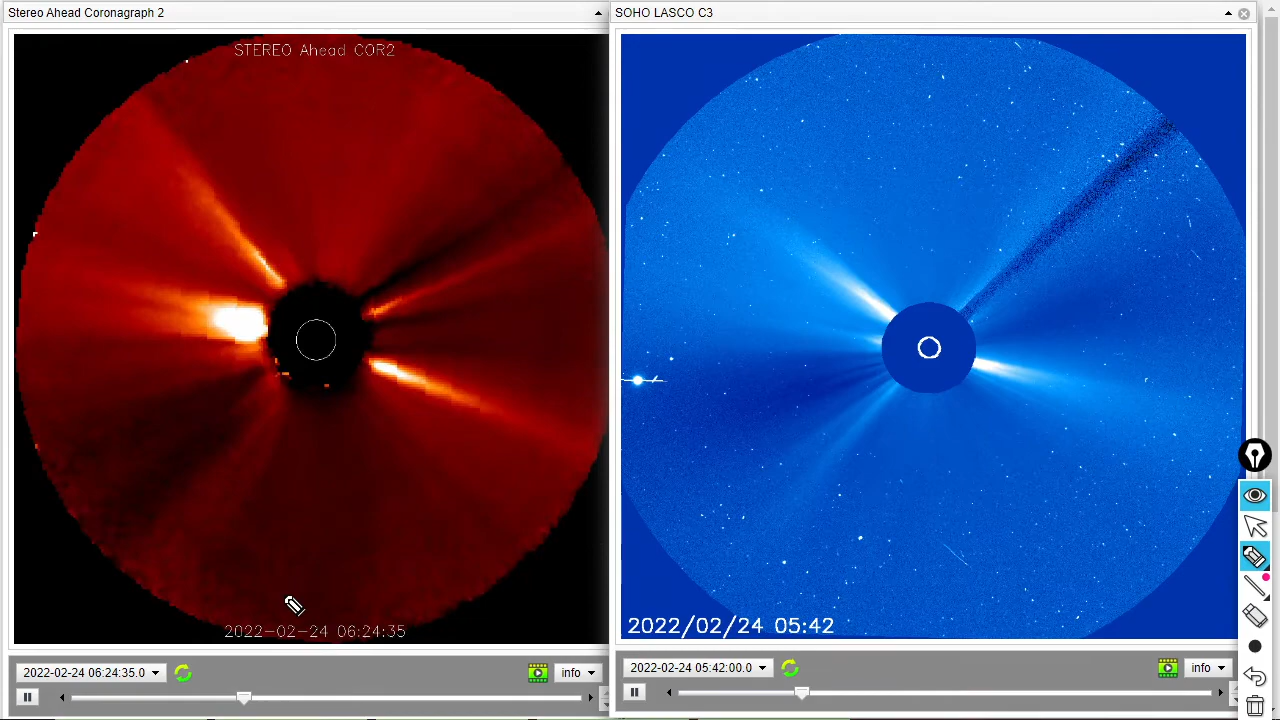 Stereo Ahead Coronagraph 2
STEREO Ahead COR2
2022-02-24 06:24:35
2022-02-24 06:24:35.0
info
SOHO LASCO C3
2022/02/24 05:42
2022-02-24 05:42:00.0
info